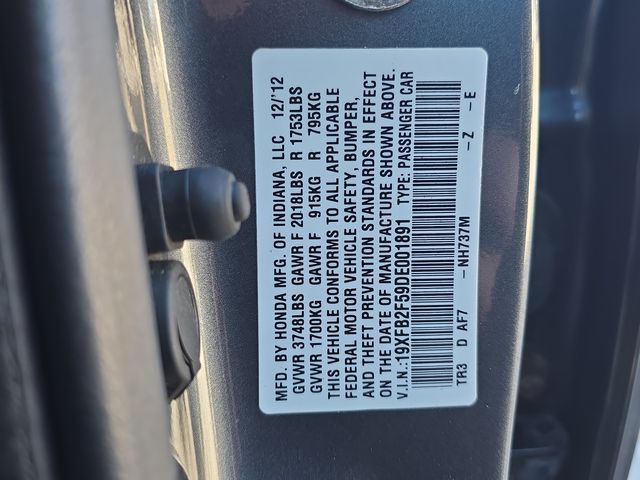 MFD. BY HONDA MFG. OF INDIANA, LLC 12/'12
GVWR 3748LBS GAWR F 2018LBS R 1753LBS
GVWR 1700KG GAWR F 915KG R 795KG
THIS VEHICLE CONFORMS TO ALL APPLICABLE
FEDERAL MOTOR VEHICLE SAFETY, BUMPER,
AND THEFT PREVENTION STANDARDS IN EFFECT
ON THE DATE OF MANUFACTURE SHOWN ABOVE.
V.I.N.:19XFB2F59DE001891 TYPE: PASSENGER CAR
TR3 D AF7 -NH737M -Z -E